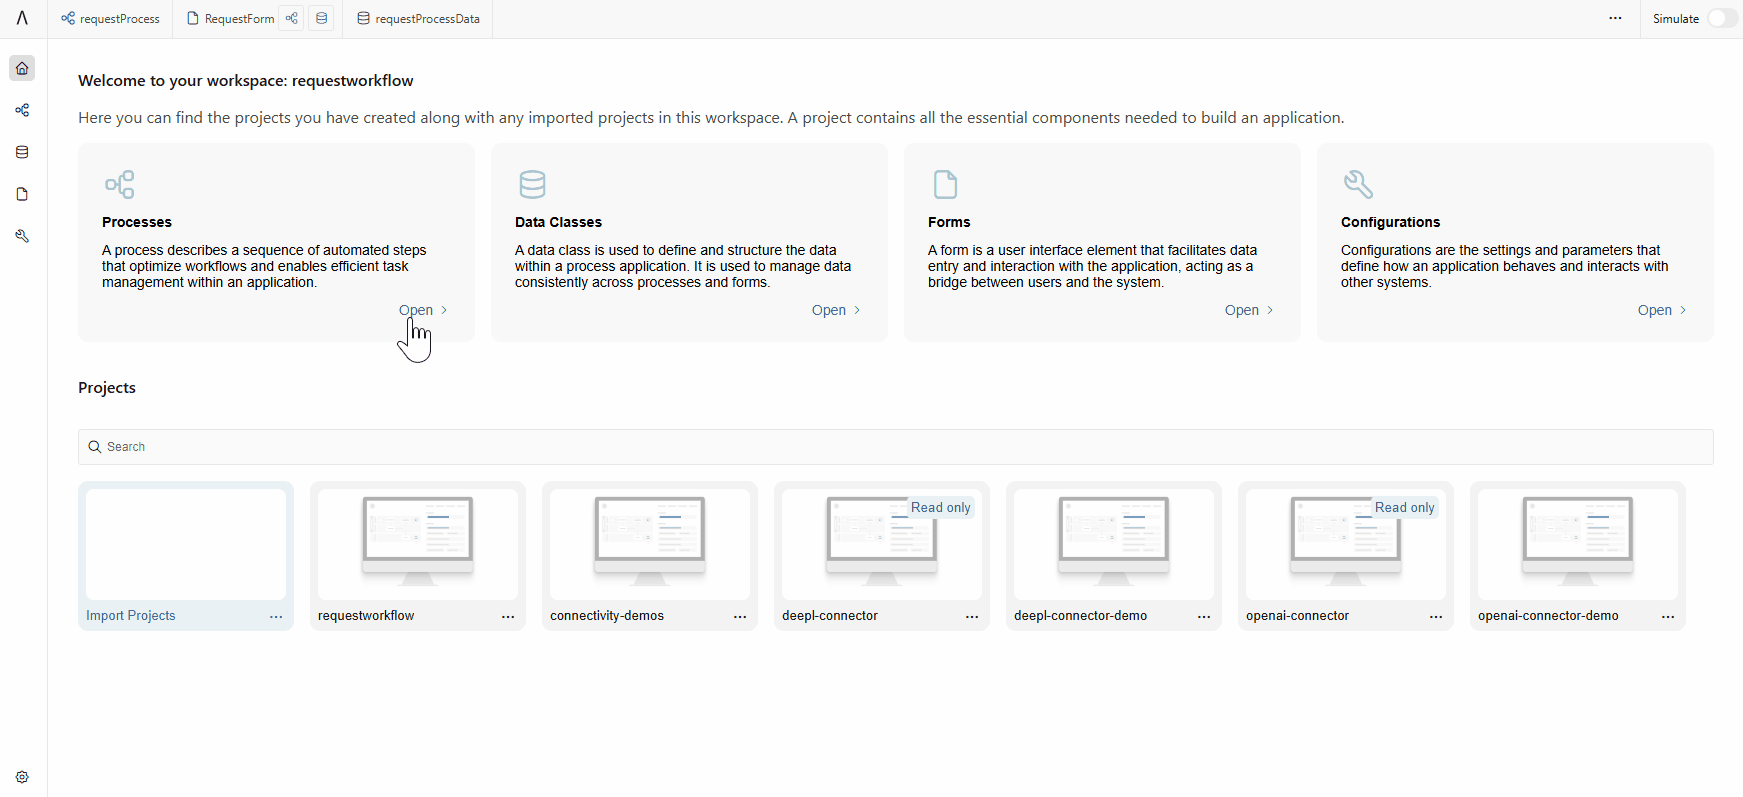 requestProcess
RequestForm
requestProcessData
Simulate
Welcome to your workspace: requestworkflow
Here you can find the projects you have created along with any imported projects in this workspace. A project contains all the essential components needed to build an application.
Processes
A process describes a sequence of automated steps
that optimize workflows and enables efficient task
management within an application.
Open
Data Classes
A data class is used to define and structure the data
within a process application. It is used to manage data
consistently across processes and forms.
Open
Forms
A form is a user interface element that facilitates data
entry and interaction with the application, acting as a
bridge between users and the system.
Open
Configurations
Configurations are the settings and parameters that
define how an application behaves and interacts with
other systems.
Open
Projects
Search
Import Projects
requestworkflow
connectivity-demos
Read only
deepl-connector
deepl-connector-demo
Read only
openai-connector
openai-connector-demo